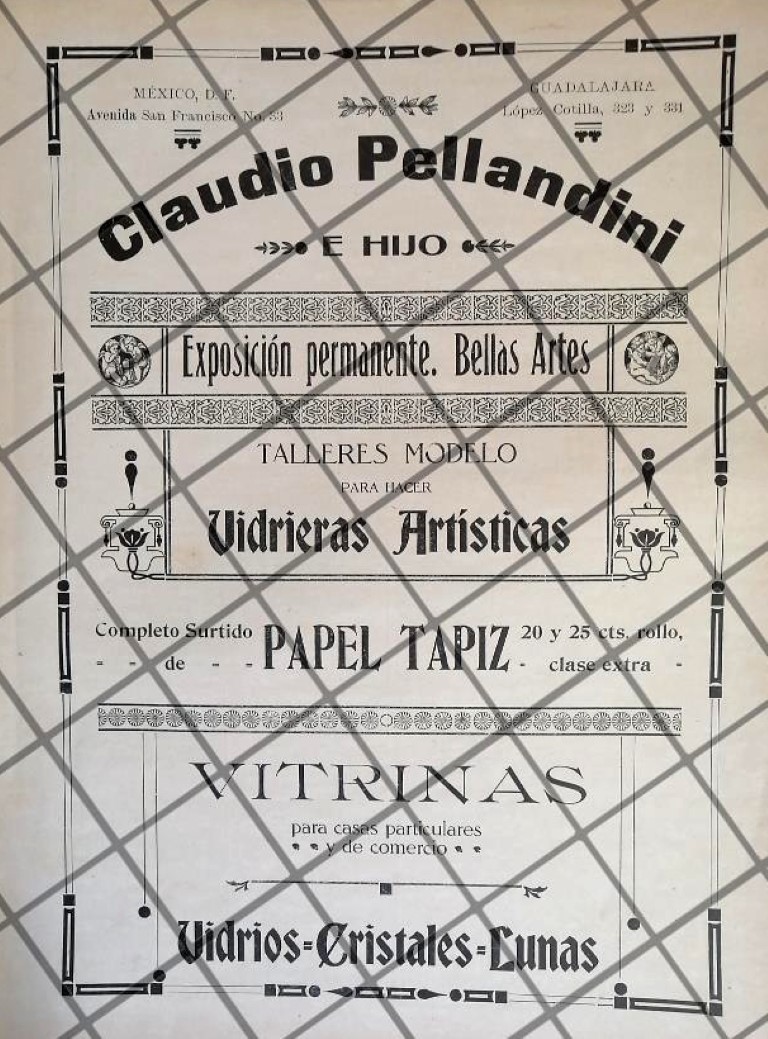 MÉXICO, D. F.
Avenida San Francisco No. 33
GUADALAJARA
López Cotilla, 323 y 331
Claudio Pellandini
E HIJO
Exposición permanente. Bellas Artes
TALLERES MODELO
PARA HACER
Vidrieras Artísticas
Completo Surtido
- - de - -
PAPEL TAPIZ
20 y 25 cts. rollo,
- clase extra -
VITRINAS
para casas particulares
y de comercio
Vidrios=Cristales=Lunas